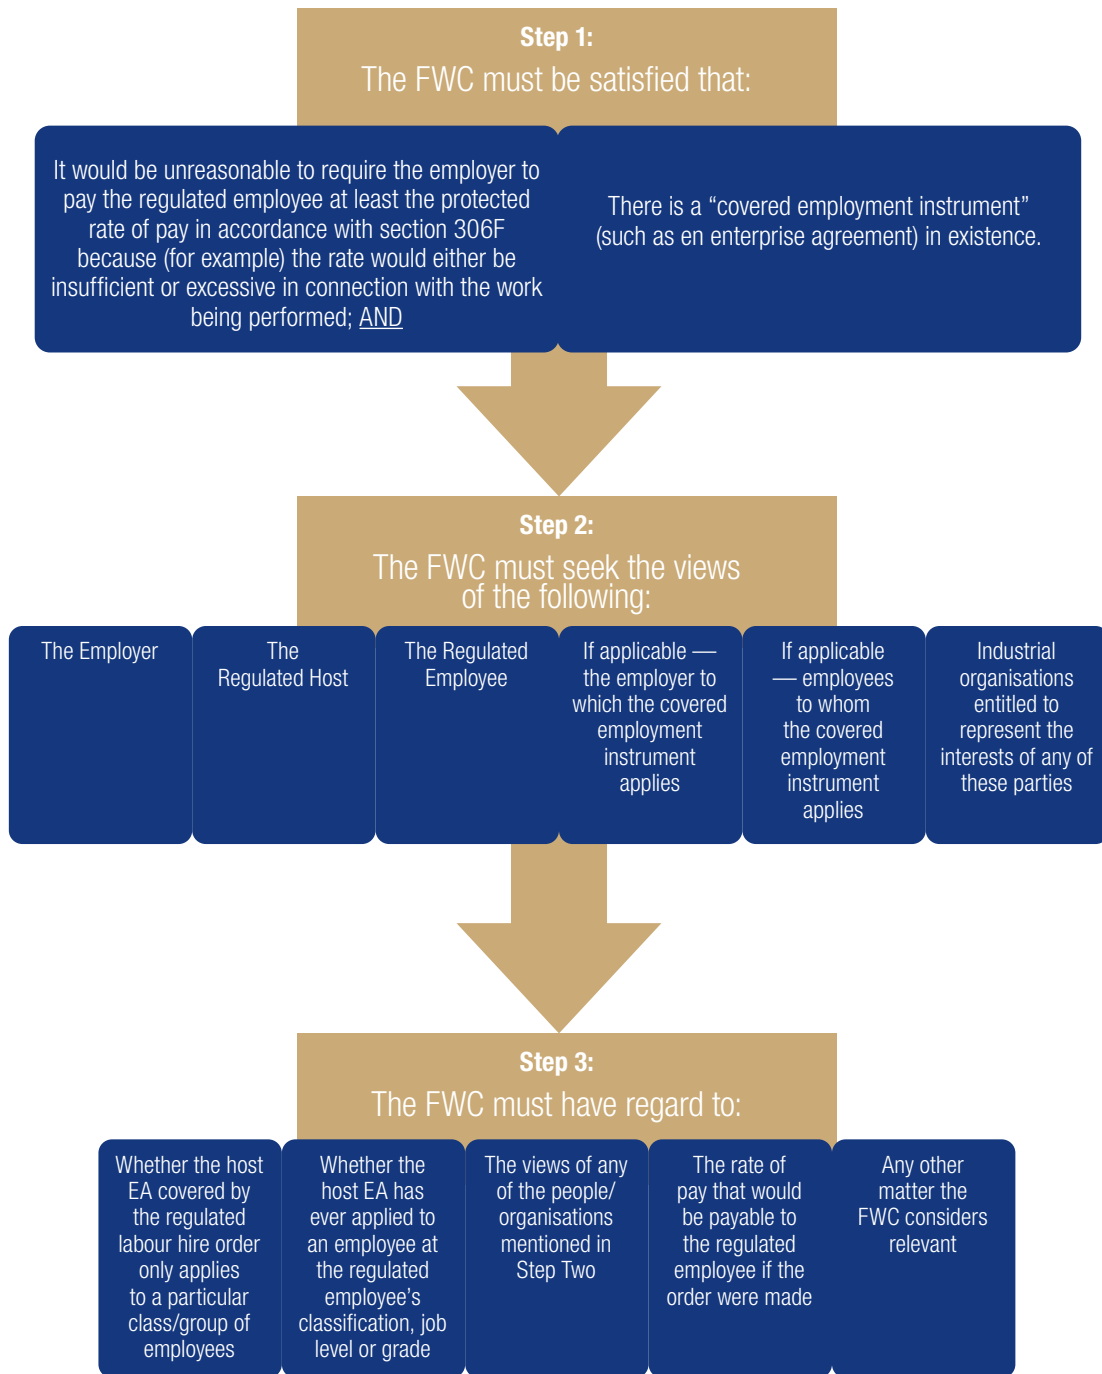 Step 1:
The FWC must be satisfied that:
It would be unreasonable to require the employer to
pay the regulated employee at least the protected
rate of pay in accordance with section 306F
because (for example) the rate would either be
insufficient or excessive in connection with the work
being performed; AND
There is a “covered employment instrument”
(such as en enterprise agreement) in existence.
Step 2:
The FWC must seek the views
of the following:
The Employer
The
Regulated Host
The Regulated
Employee
If applicable —
the employer to
which the covered
employment
instrument
applies
If applicable
— employees
to whom
the covered
employment
instrument
applies
Industrial
organisations
entitled to
represent the
interests of any of
these parties
Step 3:
The FWC must have regard to:
Whether the host
EA covered by
the regulated
labour hire order
only applies
to a particular
class/group of
employees
Whether the
host EA has
ever applied to
an employee at
the regulated
employee’s
classification, job
level or grade
The views of any
of the people/
organisations
mentioned in
Step Two
The rate of
pay that would
be payable to
the regulated
employee if the
order were made
Any other
matter the
FWC considers
relevant